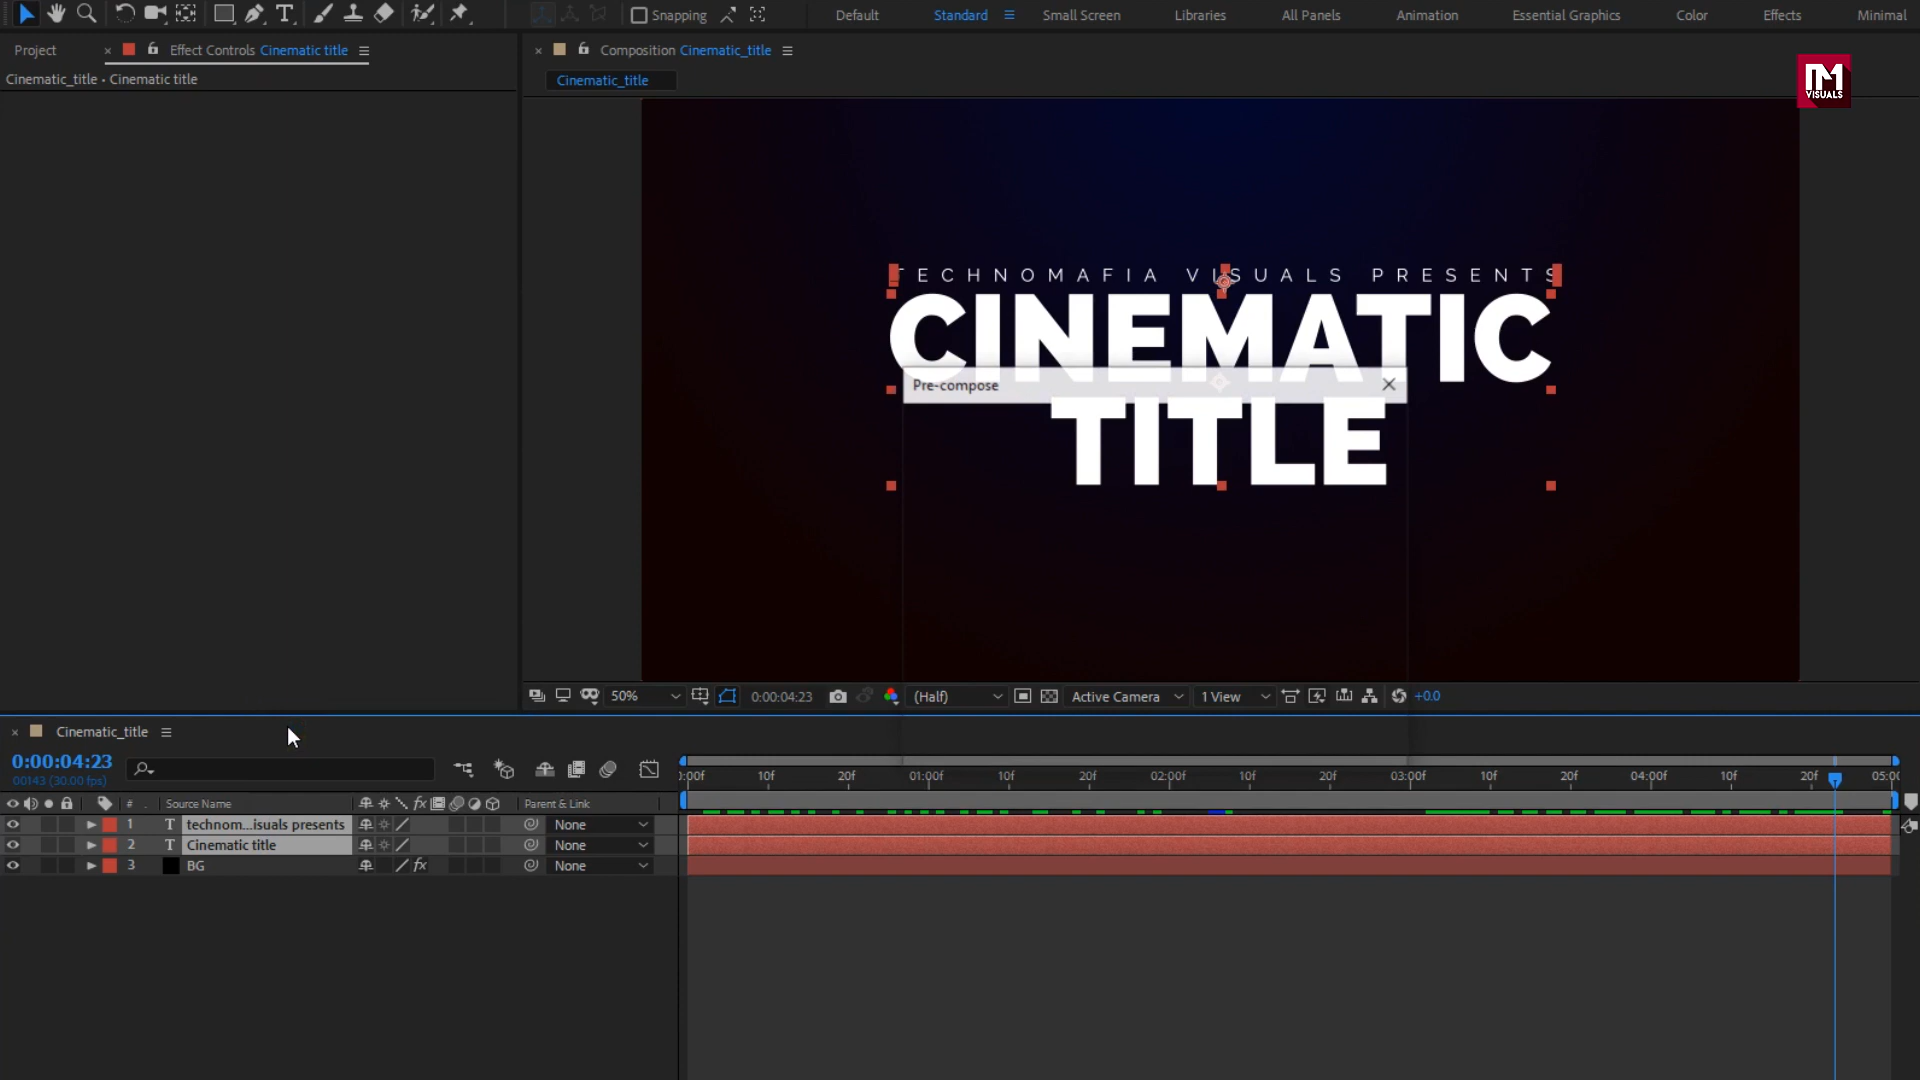 Snapping
Default
Standard
Small Screen
Libraries
All Panels
Animation
Essential Graphics
Color
Effects
Minimal
Project
Effect Controls Cinematic title
Composition Cinematic_title
Cinematic_title • Cinematic title
Cinematic_title
VISUALS
TECHNOMAFIA VISUALS PRESENTS
CINEMATIC
Pre-compose
TITLE
50%
0:00:04:23
(Half)
Active Camera
1 View
+0.0
Cinematic_title
0:00:04:23
00143 (30.00 fps)
):00f 10f 20f 01:00f 10f 20f 02:00f 10f 20f 03:00f 10f 20f 04:00f 10f 20f 05:00
# Source Name Parent & Link
1 T technom...isuals presents None
2 T Cinematic title None
3 BG fx None